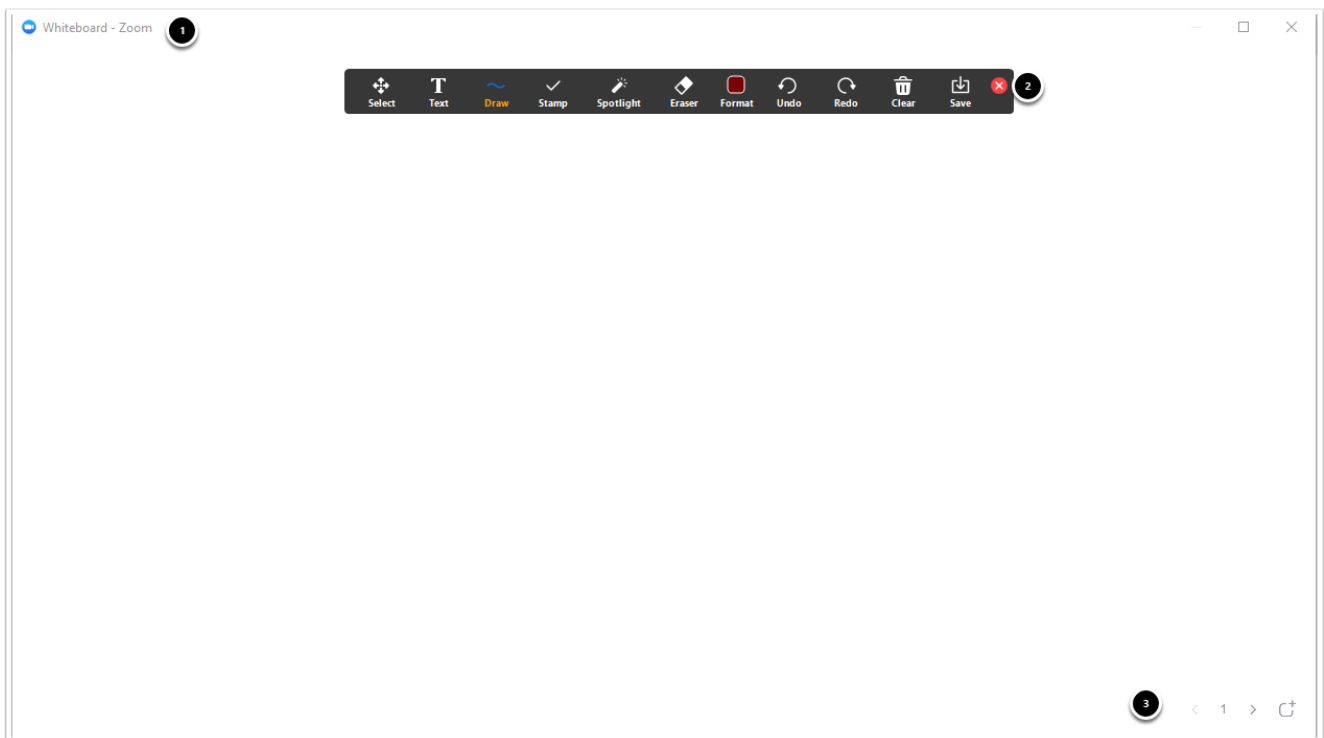 Whiteboard - Zoom 1
2
Select Text Draw Stamp Spotlight Eraser Format Undo Redo Clear Save
3 1